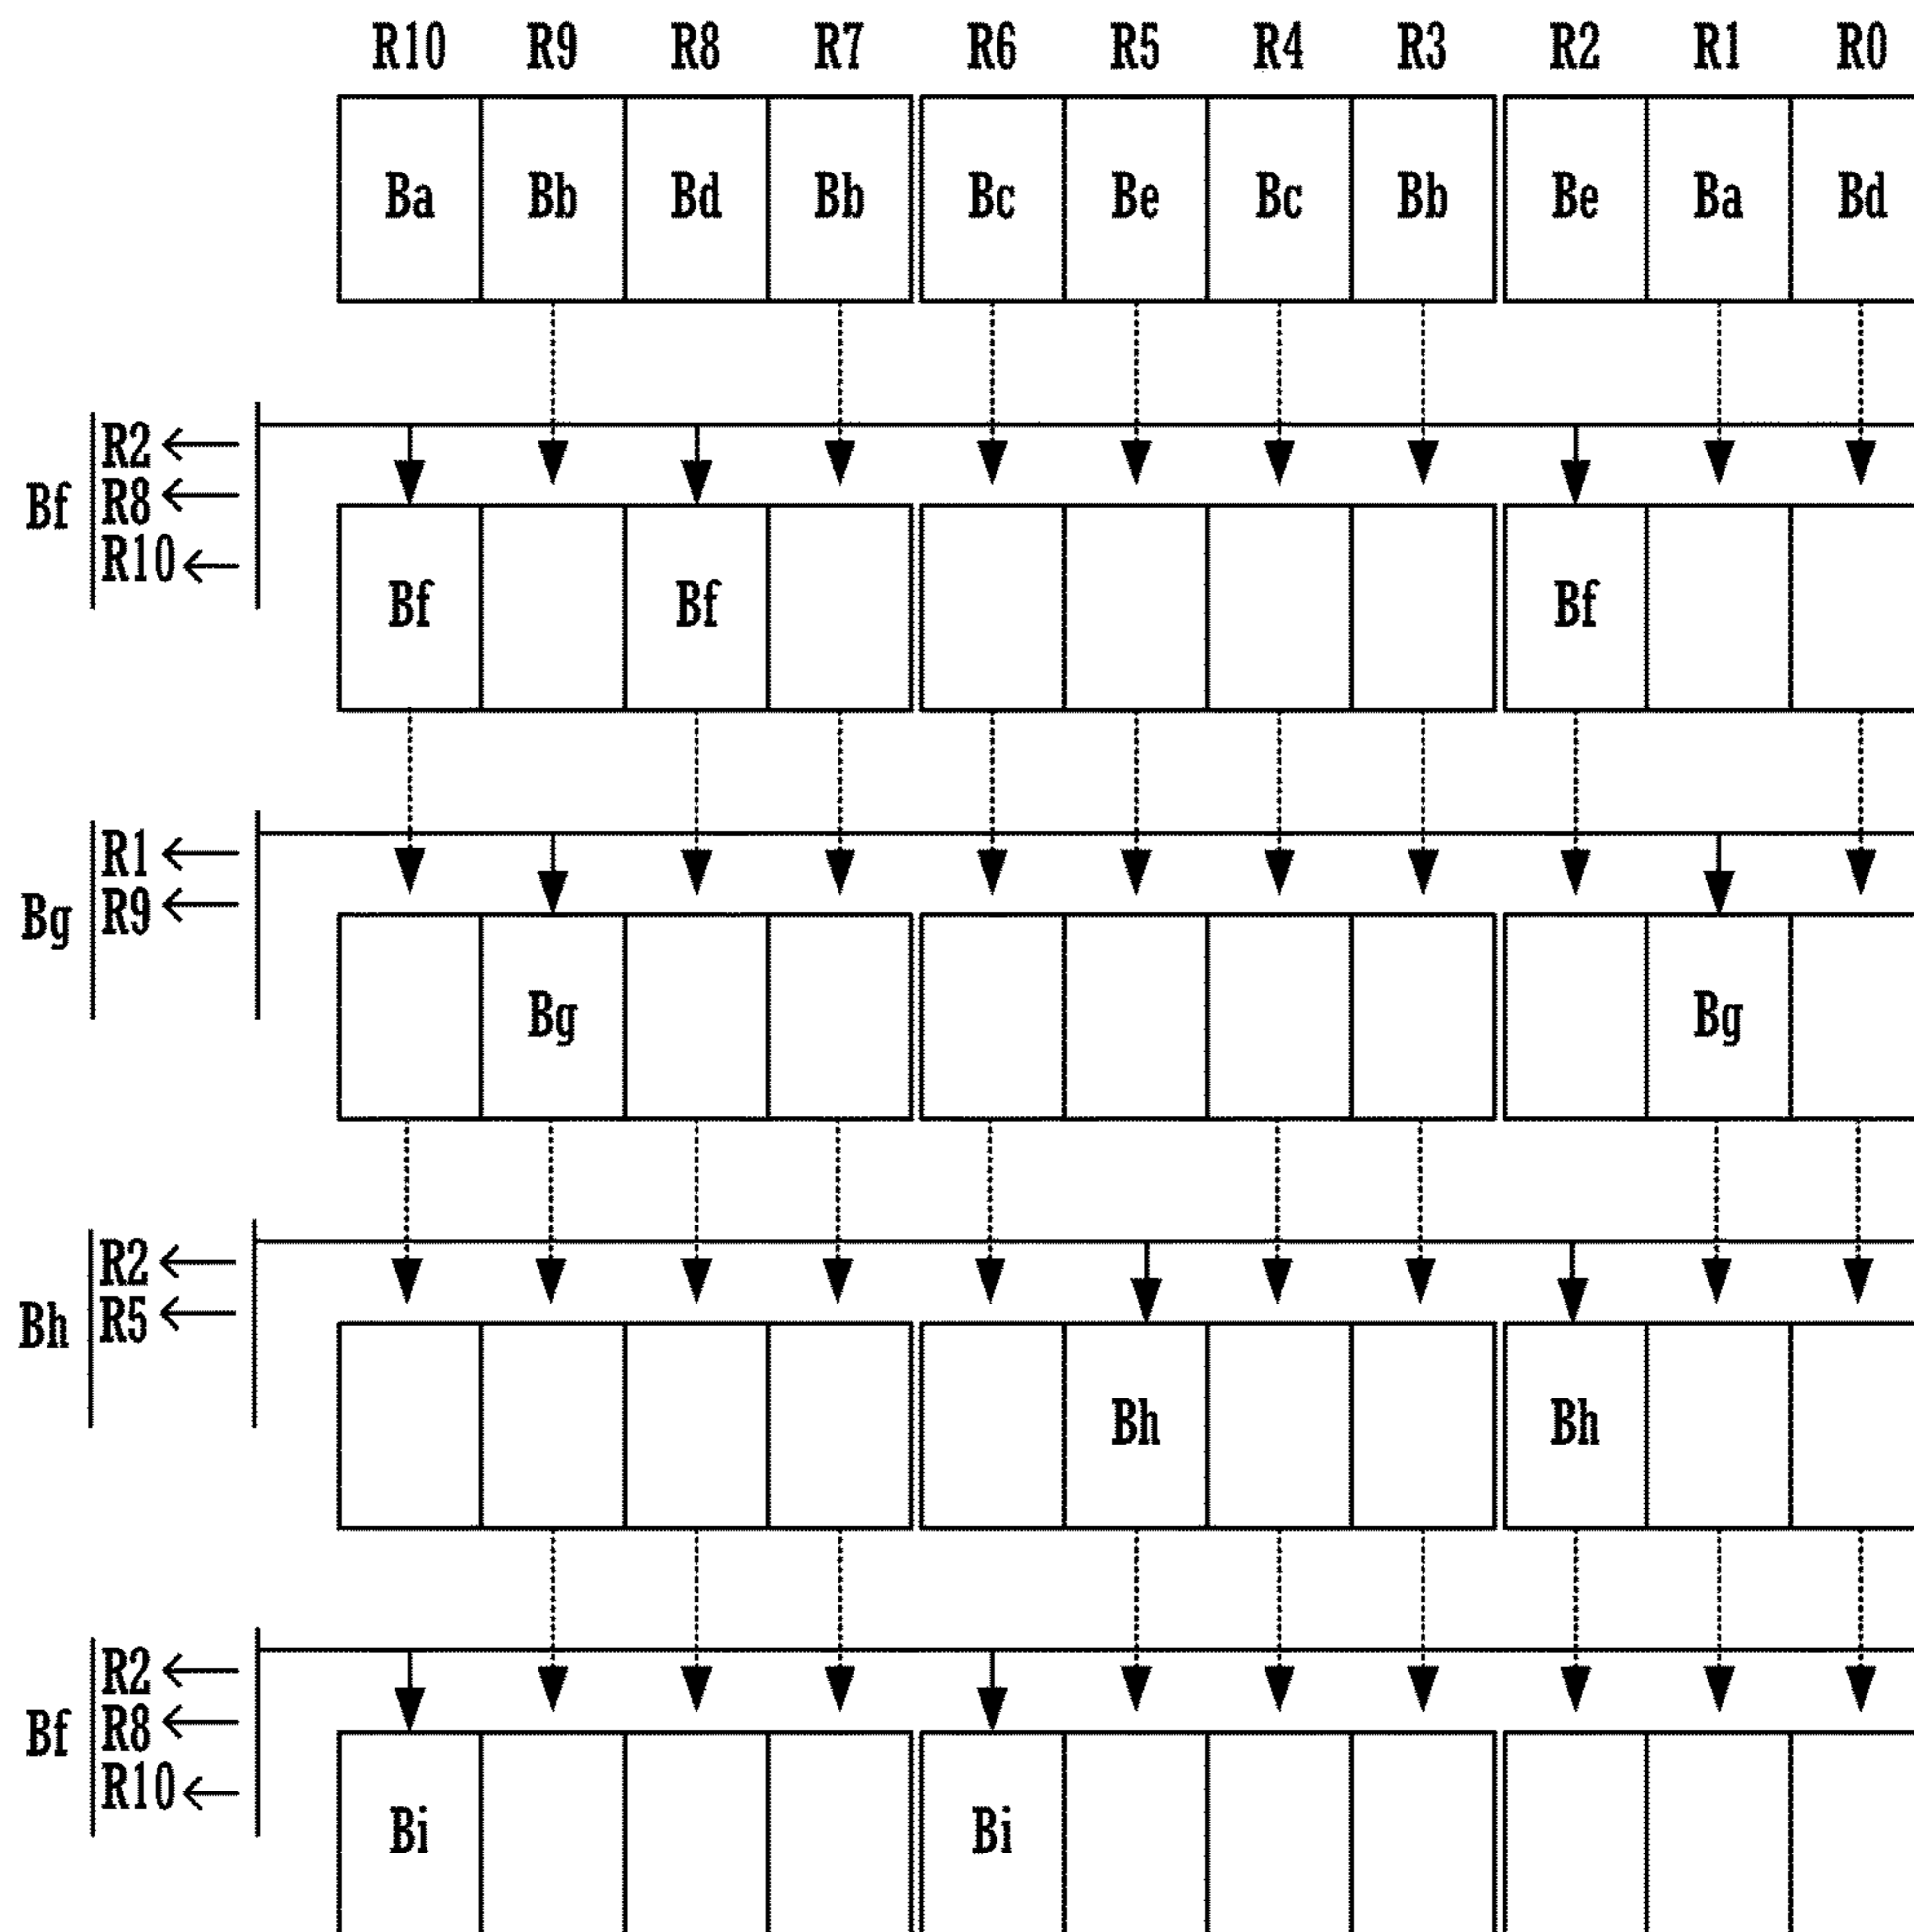 R10 R9 R8 R7 R6 R5 R4 R3 R2 R1 R0
Ba Bb Bd Bb Bc Be Bc Bb Be Ba Bd
R2
R8
Bf
R10
Bf Bf Bf
R1
R9
Bg
Bg Bg
R2
R5
Bh
Bh Bh
R2
R8
Bf
R10
Bi Bi